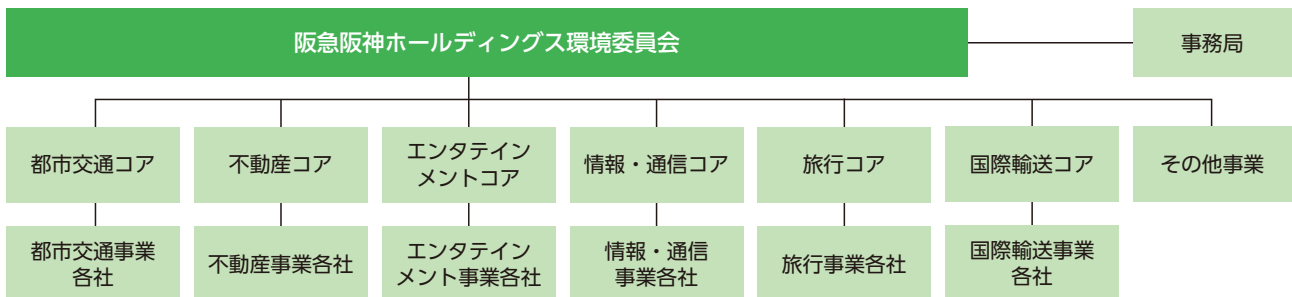 阪急阪神ホールディングス環境委員会
事務局
都市交通コア
不動産コア
エンタテイン
メントコア
情報・通信コア
旅行コア
国際輸送コア
その他事業
都市交通事業
各社
不動産事業各社
エンタテイン
メント事業各社
情報・通信
事業各社
旅行事業各社
国際輸送事業
各社